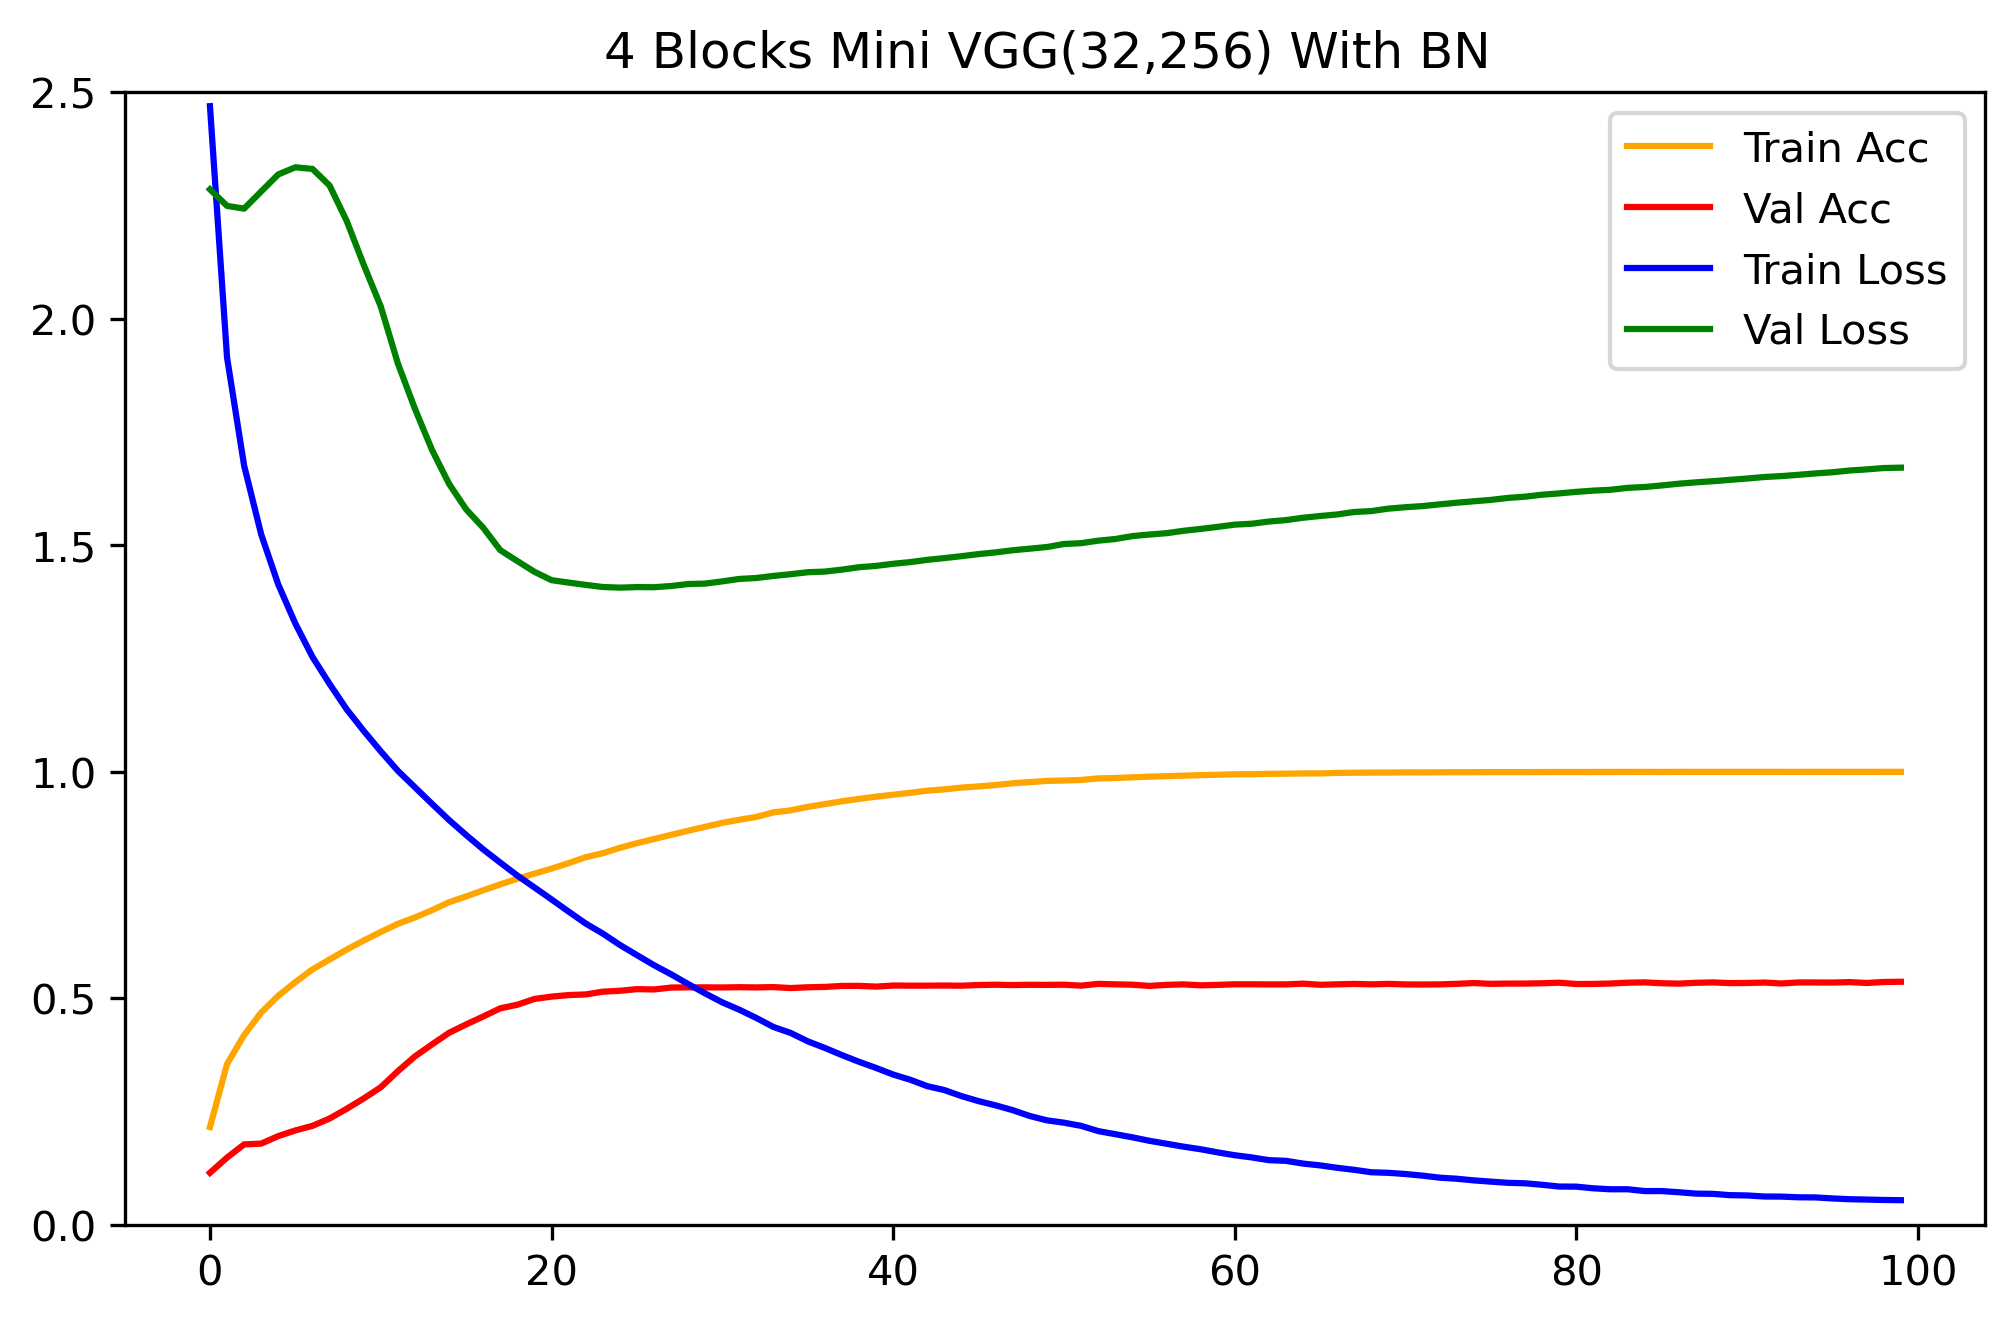 4 Blocks Mini VGG(32,256) With BN
2.5
2.0
1.5
1.0
0.5
0.0
0 20 40 60 80 100
Train Acc
Val Acc
Train Loss
Val Loss